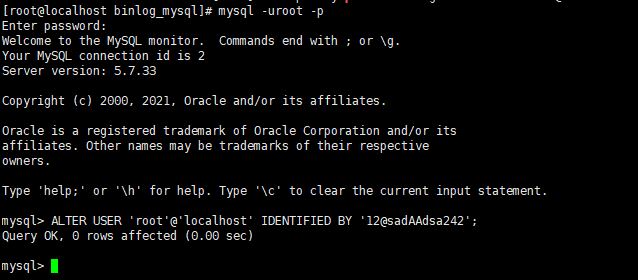 [root@localhost binlog_mysql]# mysql -uroot -p
Enter password:
Welcome to the MySQL monitor.  Commands end with ; or \g.
Your MySQL connection id is 2
Server version: 5.7.33
Copyright (c) 2000, 2021, Oracle and/or its affiliates.
Oracle is a registered trademark of Oracle Corporation and/or its
affiliates. Other names may be trademarks of their respective
owners.
Type 'help;' or '\h' for help. Type '\c' to clear the current input statement.
mysql> ALTER USER 'root'@'localhost' IDENTIFIED BY '12@sadAAdsa242';
Query OK, 0 rows affected (0.00 sec)
mysql>